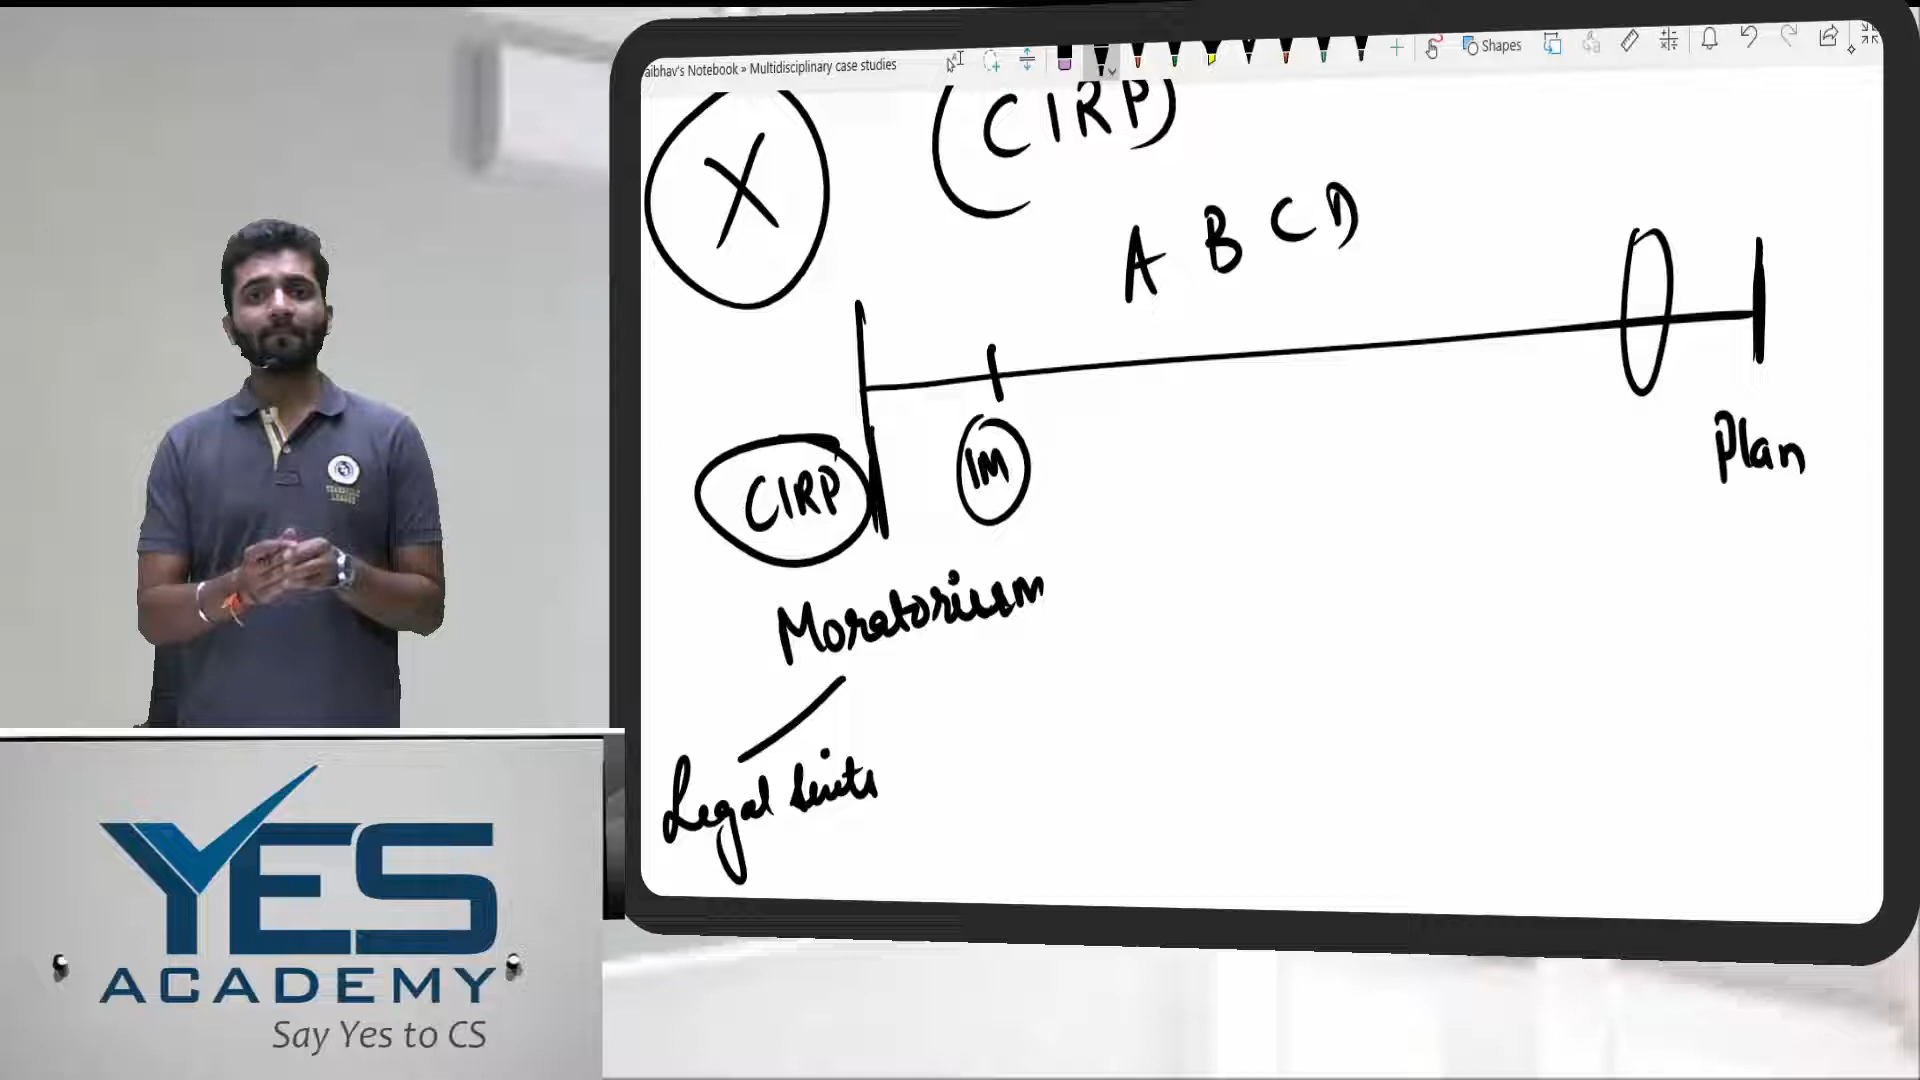 aibhav's Notebook » Multidisciplinary case studies
Shapes
X
(CIRP)
A B C D
CIRP
IM
Plan
Moratorium
Legal suits
YES
ACADEMY
Say Yes to CS